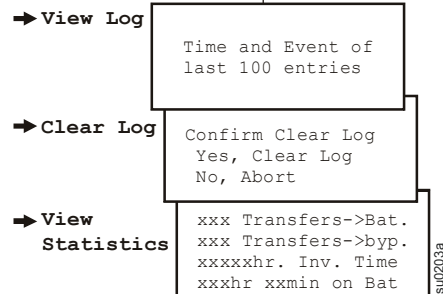 ➔ View Log
Time and Event of
last 100 entries
➔ Clear Log
Confirm Clear Log
Yes, Clear Log
No, Abort
➔ View
Statistics
xxx Transfers->Bat.
xxx Transfers->byp.
xxxxxhr. Inv. Time
xxxhr xxmin on Bat
su0203a